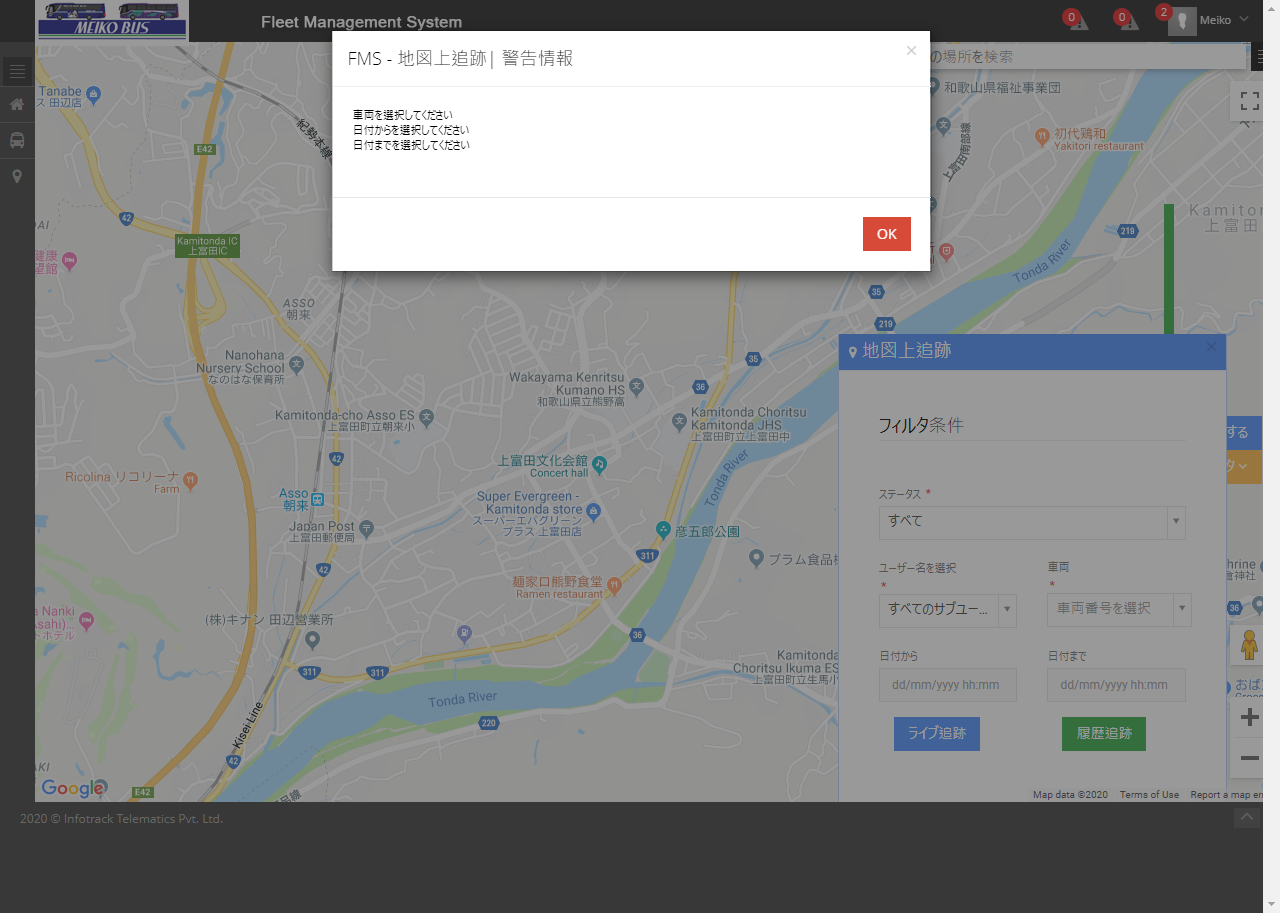 MEIKO BUS
Fleet Management System
0
0
2
Meiko
FMS - 地図上追跡| 警告情報
×
車両を選択してください
日付からを選択してください
日付までを選択してください
OK
の場所を検索
Tanabe
ス 田辺店
紀勢本線
E42
和歌山県福祉事業団
初代鶏和
Yakitori restaurant
上富田南部線
42
Kamitonda IC
上富田IC
健康
望館
219
Tonda River
35
219
ASSO
朝来
Nanohana
Nursery School
なのはな保育所
35
36
Wakayama Kenritsu
Kumano HS
和歌山県立熊野高
Kamitonda Choritsu
Kamitonda JHS
上富田町立上富田中
Kamitonda-cho Asso ES
上富田町立朝来小
42
上富田文化会館
Concert hall
Tonda River
Ricolina リコリーナ
Farm
Asso
朝来
Super Evergreen -
Kamitonda store
スーパーエバグリーン
プラス 上富田店
Japan Post
上富田郵便局
彦五郎公園
311
プラム食品
42
麺家口熊野食堂
Ramen restaurant
a Nanki
Asahi)...
トホテル
(株)キナン 田辺営業所
36
311
311
Kamitonda
Choritsu Ikuma ES
上富田町立生馬小
Tonda River
220
Kisei Line
42
AKI
E42
Google
地図上追跡
×
フィルタ条件
ステータス *
すべて
ユーザー名を選択
*
すべてのサブユー...
車両
*
車両番号を選択
日付から
dd/mm/yyyy hh:mm
日付まで
dd/mm/yyyy hh:mm
ライブ追跡
履歴追跡
する
タ
hrine
倉神社
36
おば
Map data ©2020
Terms of Use
Report a map er
2020 © Infotrack Telematics Pvt. Ltd.